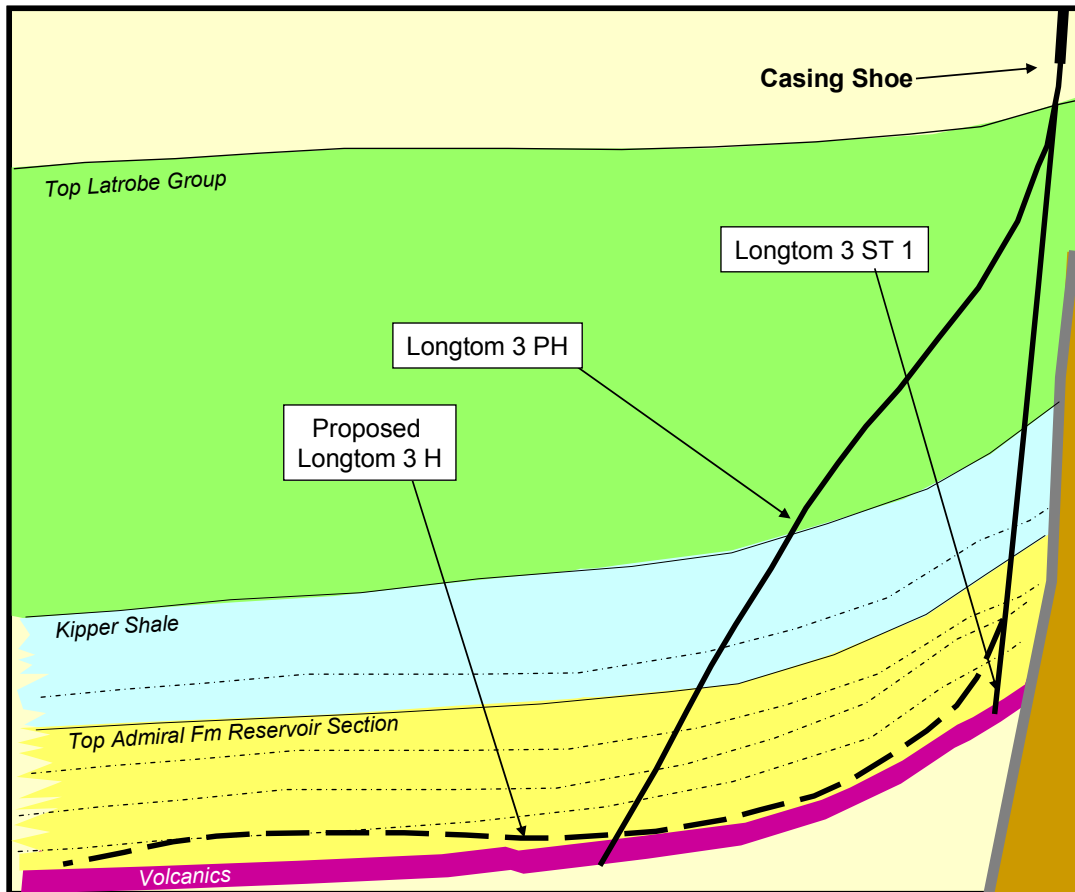 Casing Shoe
Top Latrobe Group
Longtom 3 ST 1
Longtom 3 PH
Proposed
Longtom 3 H
Kipper Shale
Top Admiral Fm Reservoir Section
Volcanics